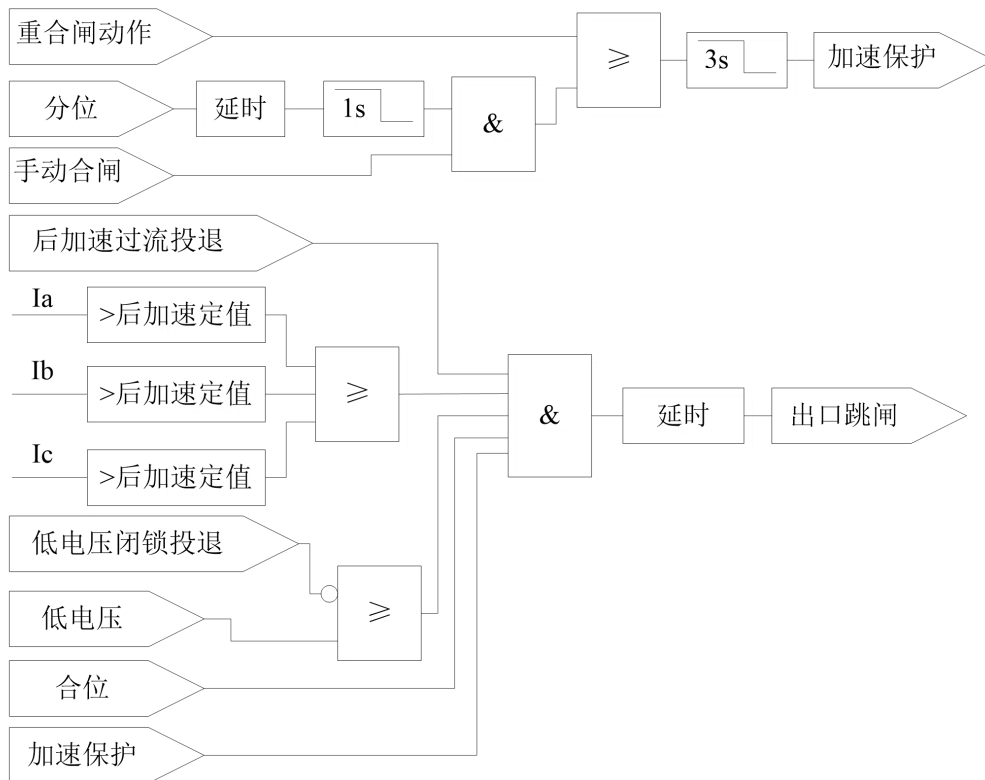 重合闸动作
≥
3s
加速保护
分位
延时
1s
&
手动合闸
后加速过流投退
Ia
>后加速定值
Ib
>后加速定值
≥
&
延时
出口跳闸
Ic
>后加速定值
低电压闭锁投退
≥
低电压
合位
加速保护